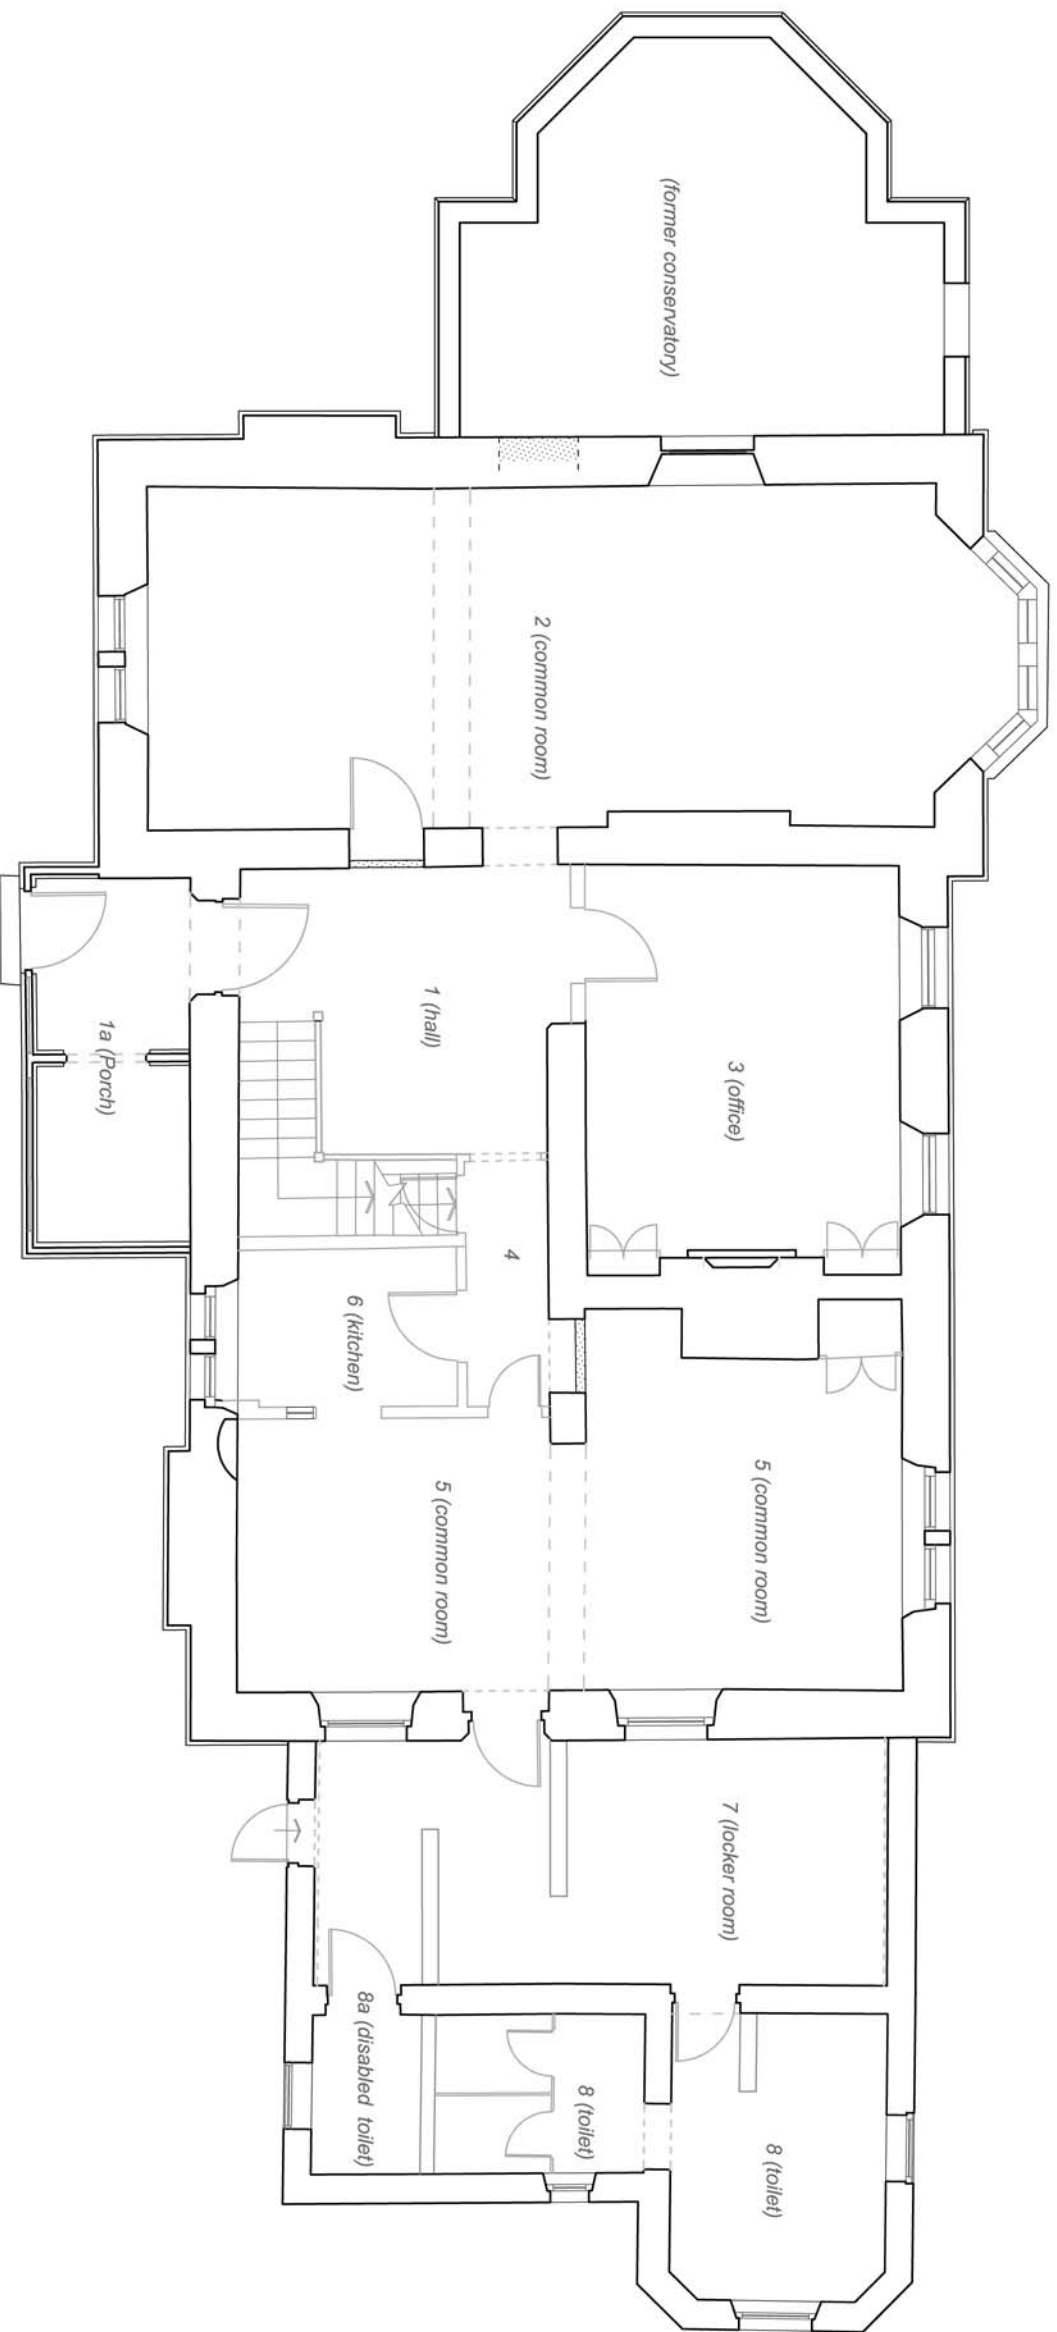 (former conservatory)
2 (common room)
1 (hall)
1a (Porch)
3 (office)
4
6 (kitchen)
5 (common room)
5 (common room)
7 (locker room)
8a (disabled toilet)
8 (toilet)
8 (toilet)